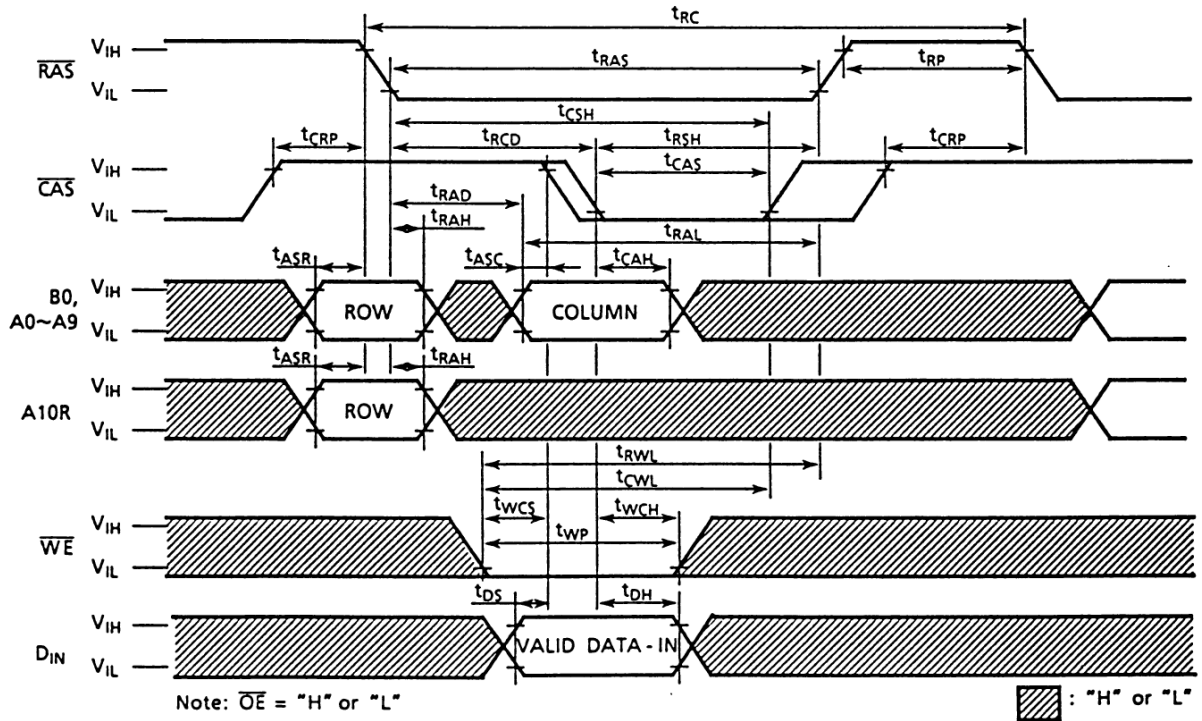 tRC
VIH
RAS
VIL
tRAS
tRP
tCSH
tCRP
tRCD
tRSH
tCRP
VIH
CAS
VIL
tCAS
tRAD
tRAH
tRAL
tASR
tASC
tCAH
B0,
A0~A9
VIH
VIL
ROW
COLUMN
tASR
tRAH
A10R
VIH
VIL
ROW
tRWL
tCWL
tWCS
tWCH
tWP
WE
VIH
VIL
tDS
tDH
DIN
VIH
VIL
VALID DATA-IN
Note: OE = "H" or "L"
: "H" or "L"